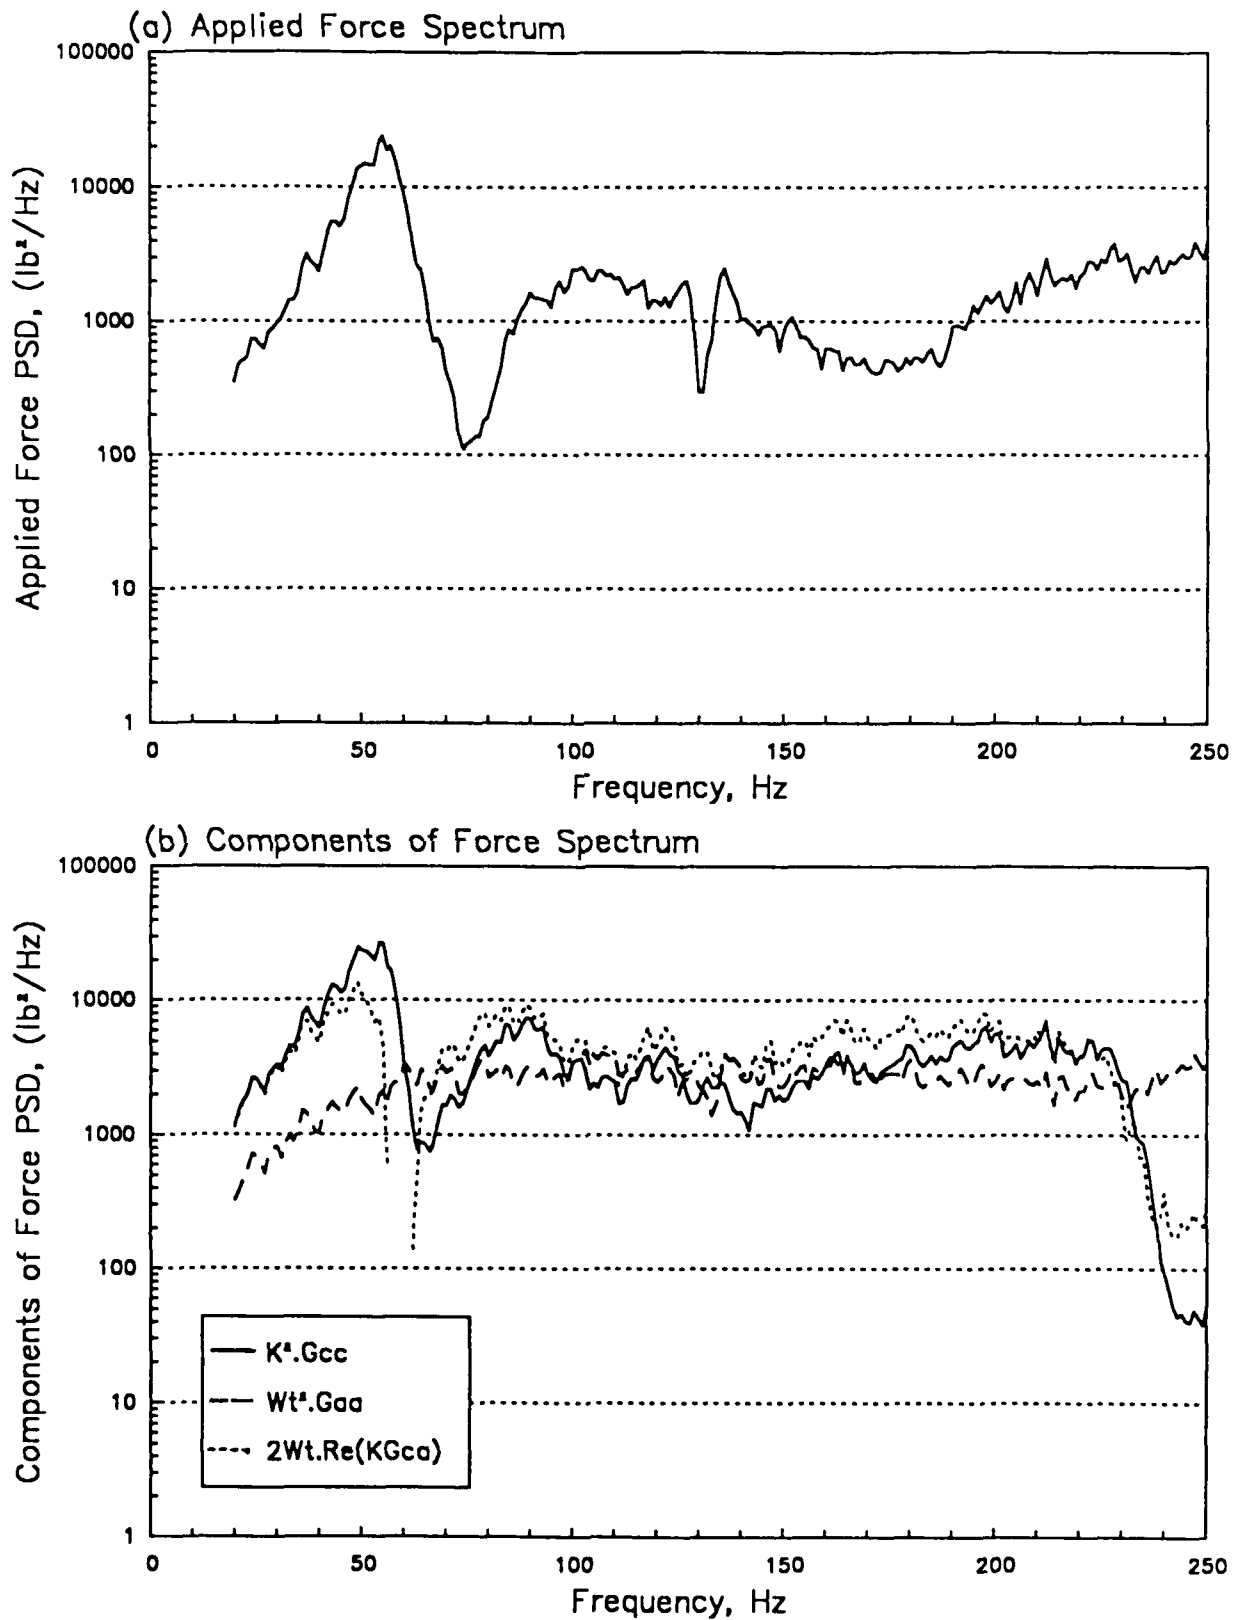 (a) Applied Force Spectrum
100000
10000
1000
100
10
1
Applied Force PSD, (lb²/Hz)
0 50 100 150 200 250
Frequency, Hz
(b) Components of Force Spectrum
100000
10000
1000
100
10
1
Components of Force PSD, (lb²/Hz)
K².Gcc
Wt².Gaa
2Wt.Re(KGca)
0 50 100 150 200 250
Frequency, Hz